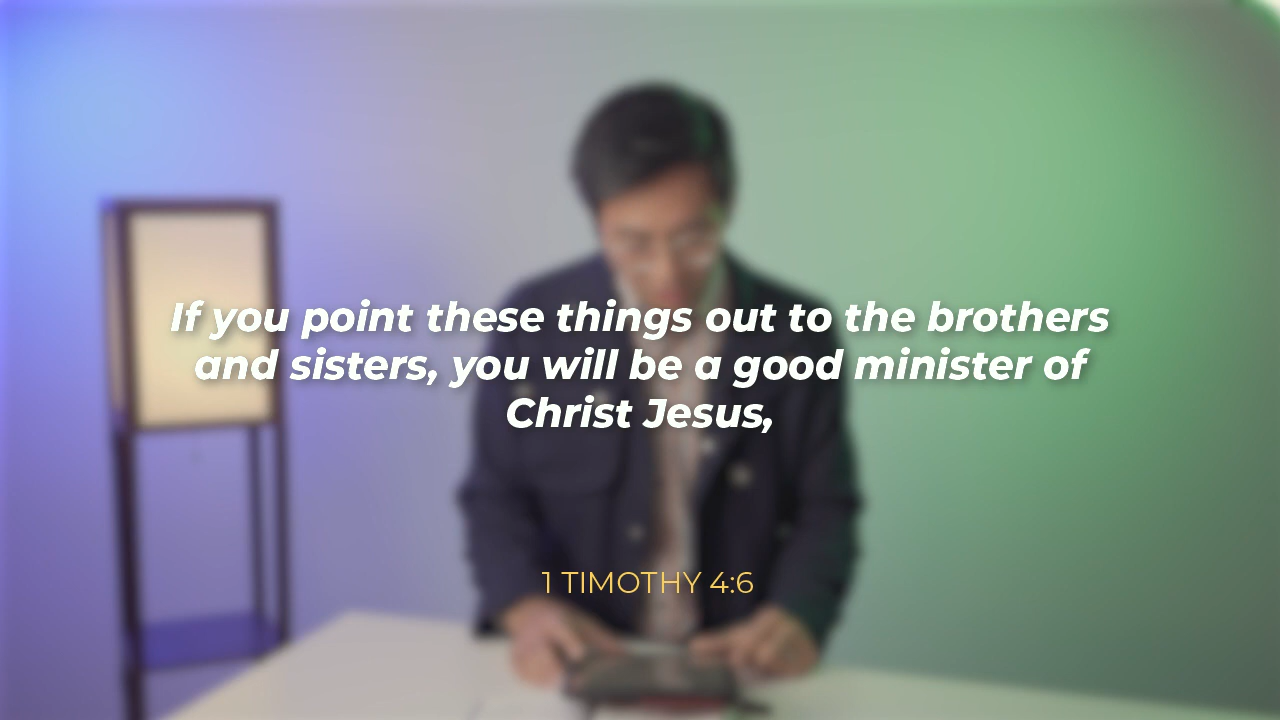 If you point these things out to the brothers
and sisters, you will be a good minister of
Christ Jesus,
1 TIMOTHY 4:6